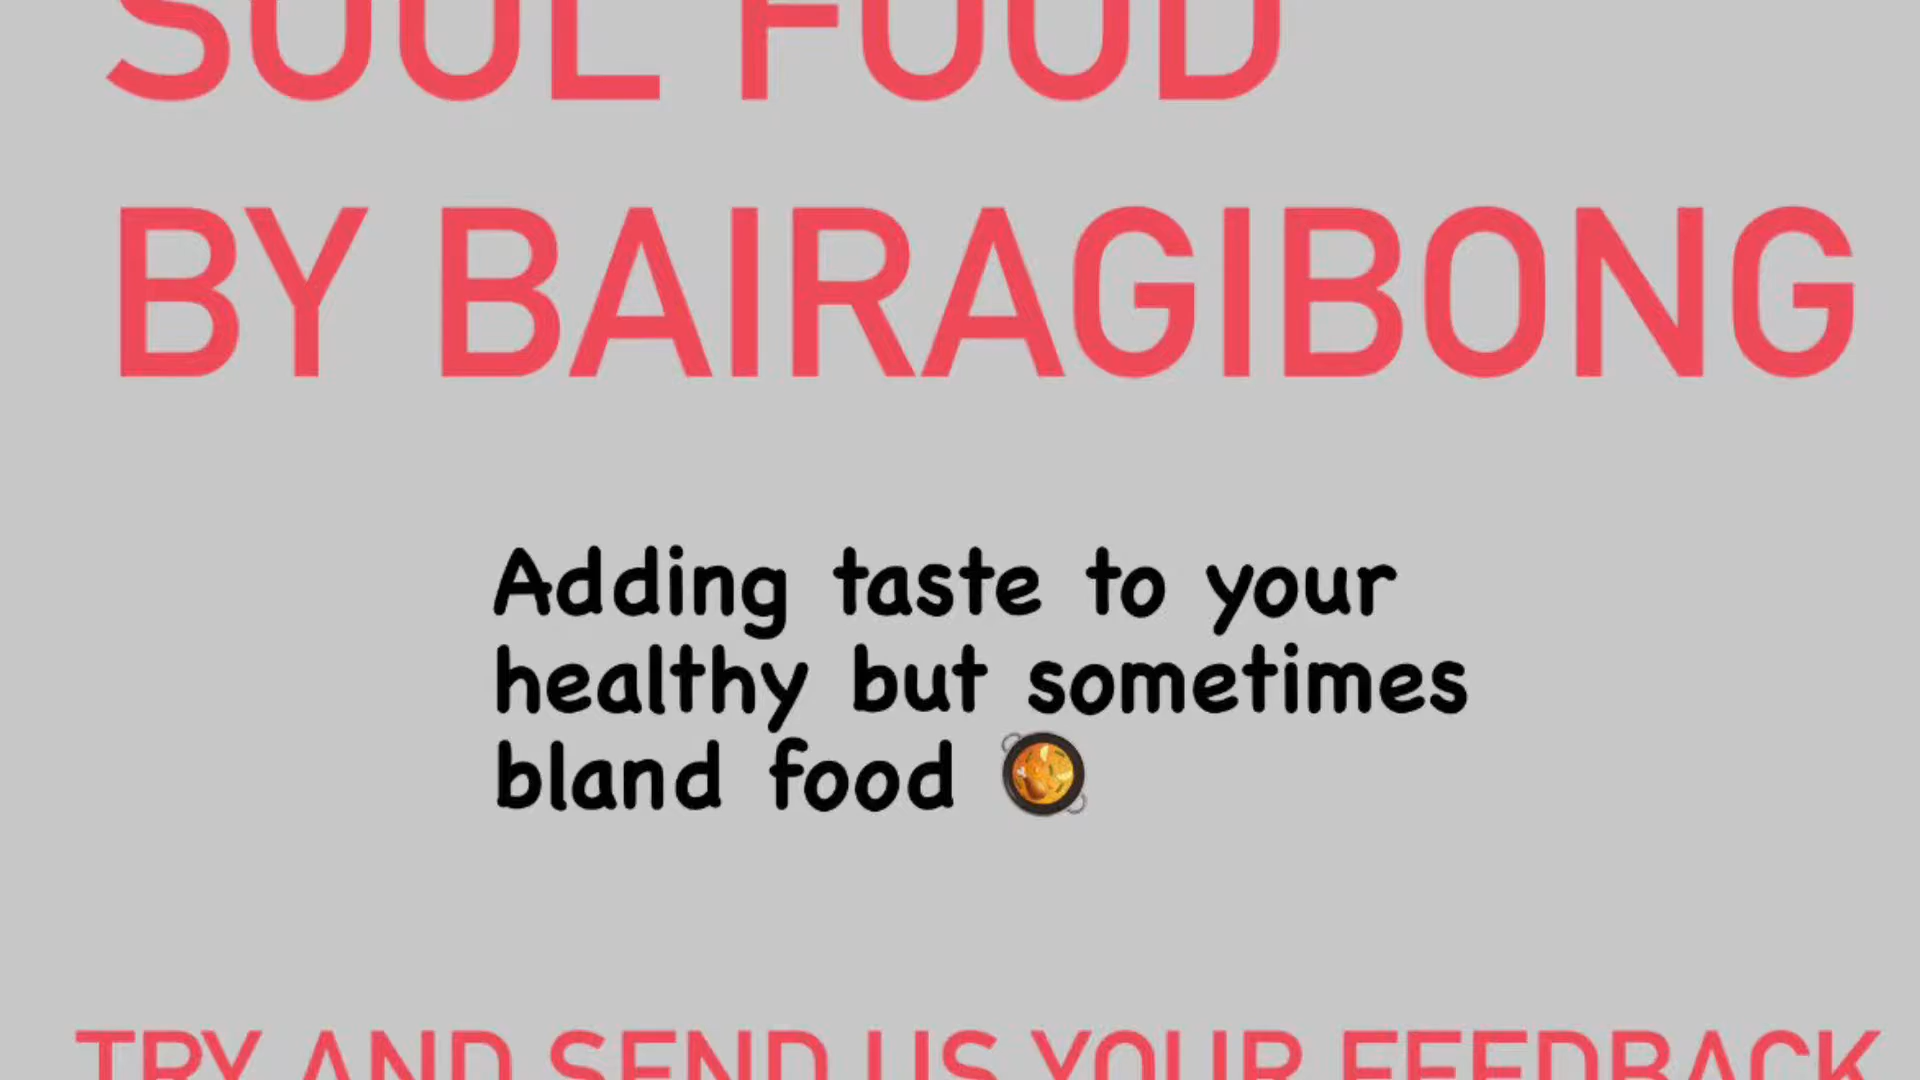 SOUL FOOD
BY BAIRAGIBONG
Adding taste to your
healthy but sometimes
bland food 🥘
TRY AND SEND US YOUR FEEDBACK